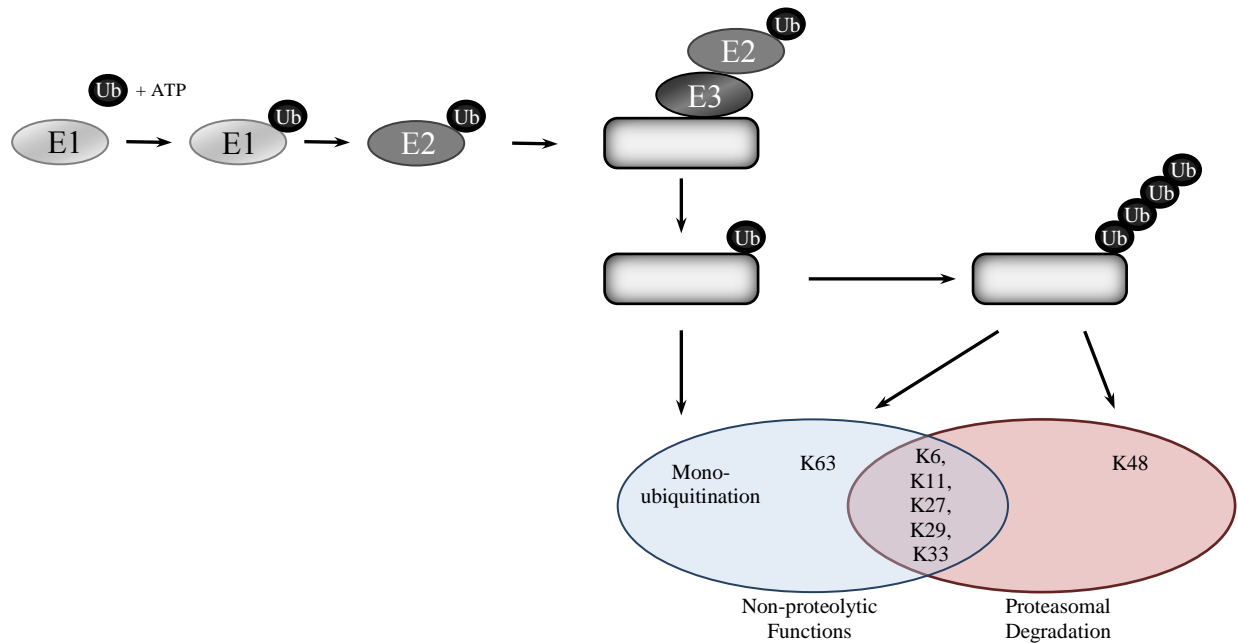 Ub
E2
Ub + ATP
E3
E1
E1
Ub
E2
Ub
Ub
Ub
Ub
Ub
Ub
Mono-
ubiquitination
K63
K6,
K11,
K27,
K29,
K33
K48
Non-proteolytic
Functions
Proteasomal
Degradation